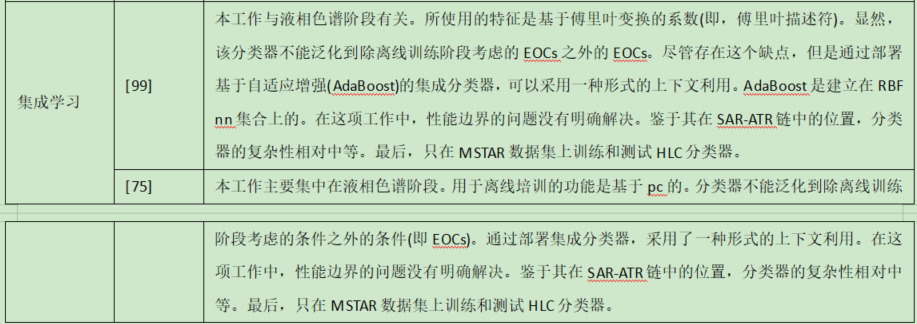 本工作与液相色谱阶段有关。所使用的特征是基于傅里叶变换的系数(即，傅里叶描述符)。显然，
该分类器不能泛化到除离线训练阶段考虑的 EOCs 之外的 EOCs。尽管存在这个缺点，但是通过部署
集成学习
[99]
基于自适应增强(AdaBoost)的集成分类器，可以采用一种形式的上下文利用。AdaBoost 是建立在 RBF
nn 集合上的。在这项工作中，性能边界的问题没有明确解决。鉴于其在 SAR-ATR 链中的位置，分类
器的复杂性相对中等。最后，只在 MSTAR 数据集上训练和测试 HLC 分类器。
[75]
本工作主要集中在液相色谱阶段。用于离线培训的功能是基于 pc 的。分类器不能泛化到除离线训练
阶段考虑的条件之外的条件(即 EOCs)。通过部署集成分类器，采用了一种形式的上下文利用。在这
项工作中，性能边界的问题没有明确解决。鉴于其在 SAR-ATR 链中的位置，分类器的复杂性相对中
等。最后，只在 MSTAR 数据集上训练和测试 HLC 分类器。